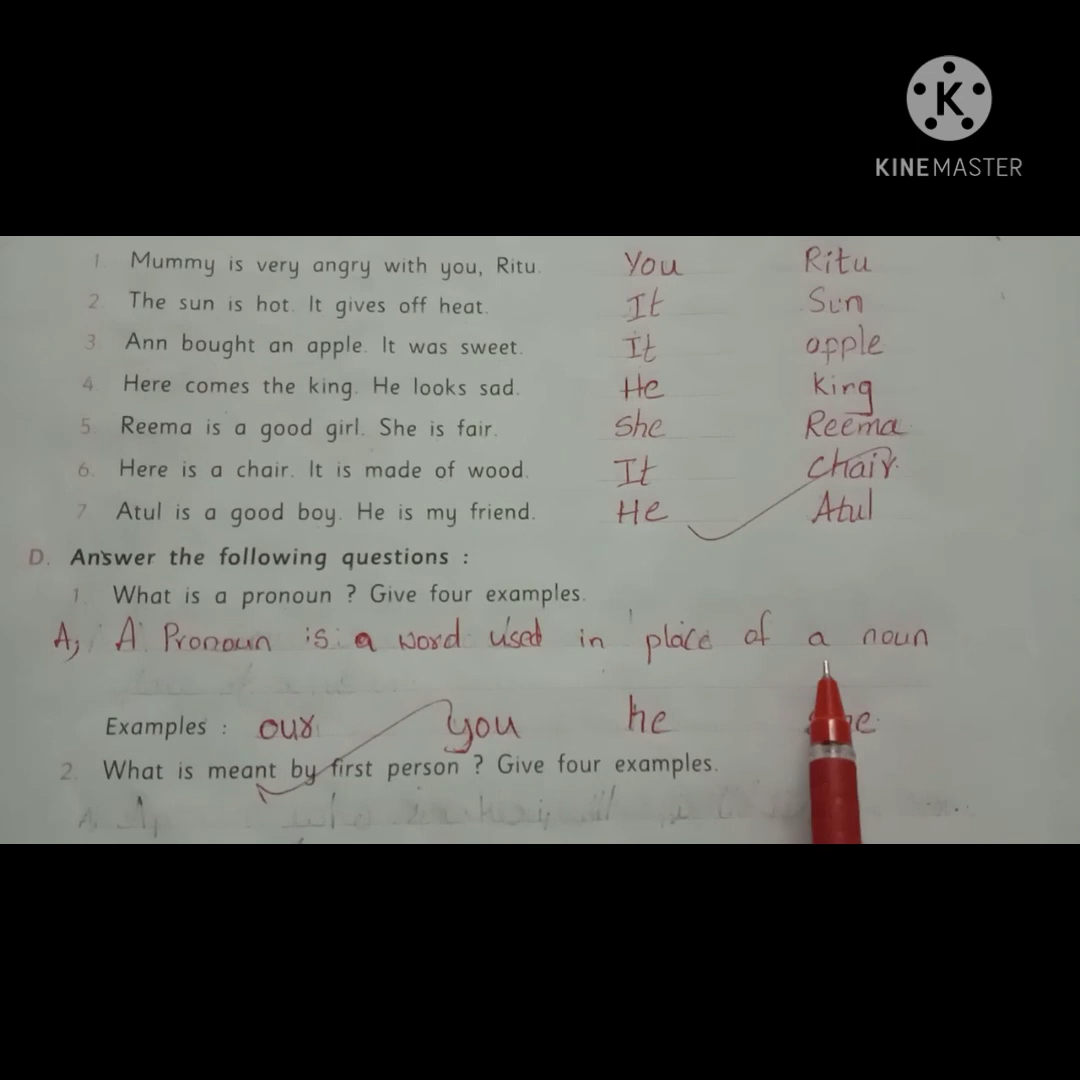 KINEMASTER
1 Mummy is very angry with you, Ritu. You Ritu
2 The sun is hot. It gives off heat. It Sun
3. Ann bought an apple. It was sweet. It apple
4. Here comes the king. He looks sad. He King
5. Reema is a good girl. She is fair. She Reema
6. Here is a chair. It is made of wood. It Chair.
7 Atul is a good boy. He is my friend. He Atul
D. Answer the following questions :
1. What is a pronoun ? Give four examples.
A, A Pronoun is a word used in place of a noun
Examples : our you he
2. What is meant by first person ? Give four examples.